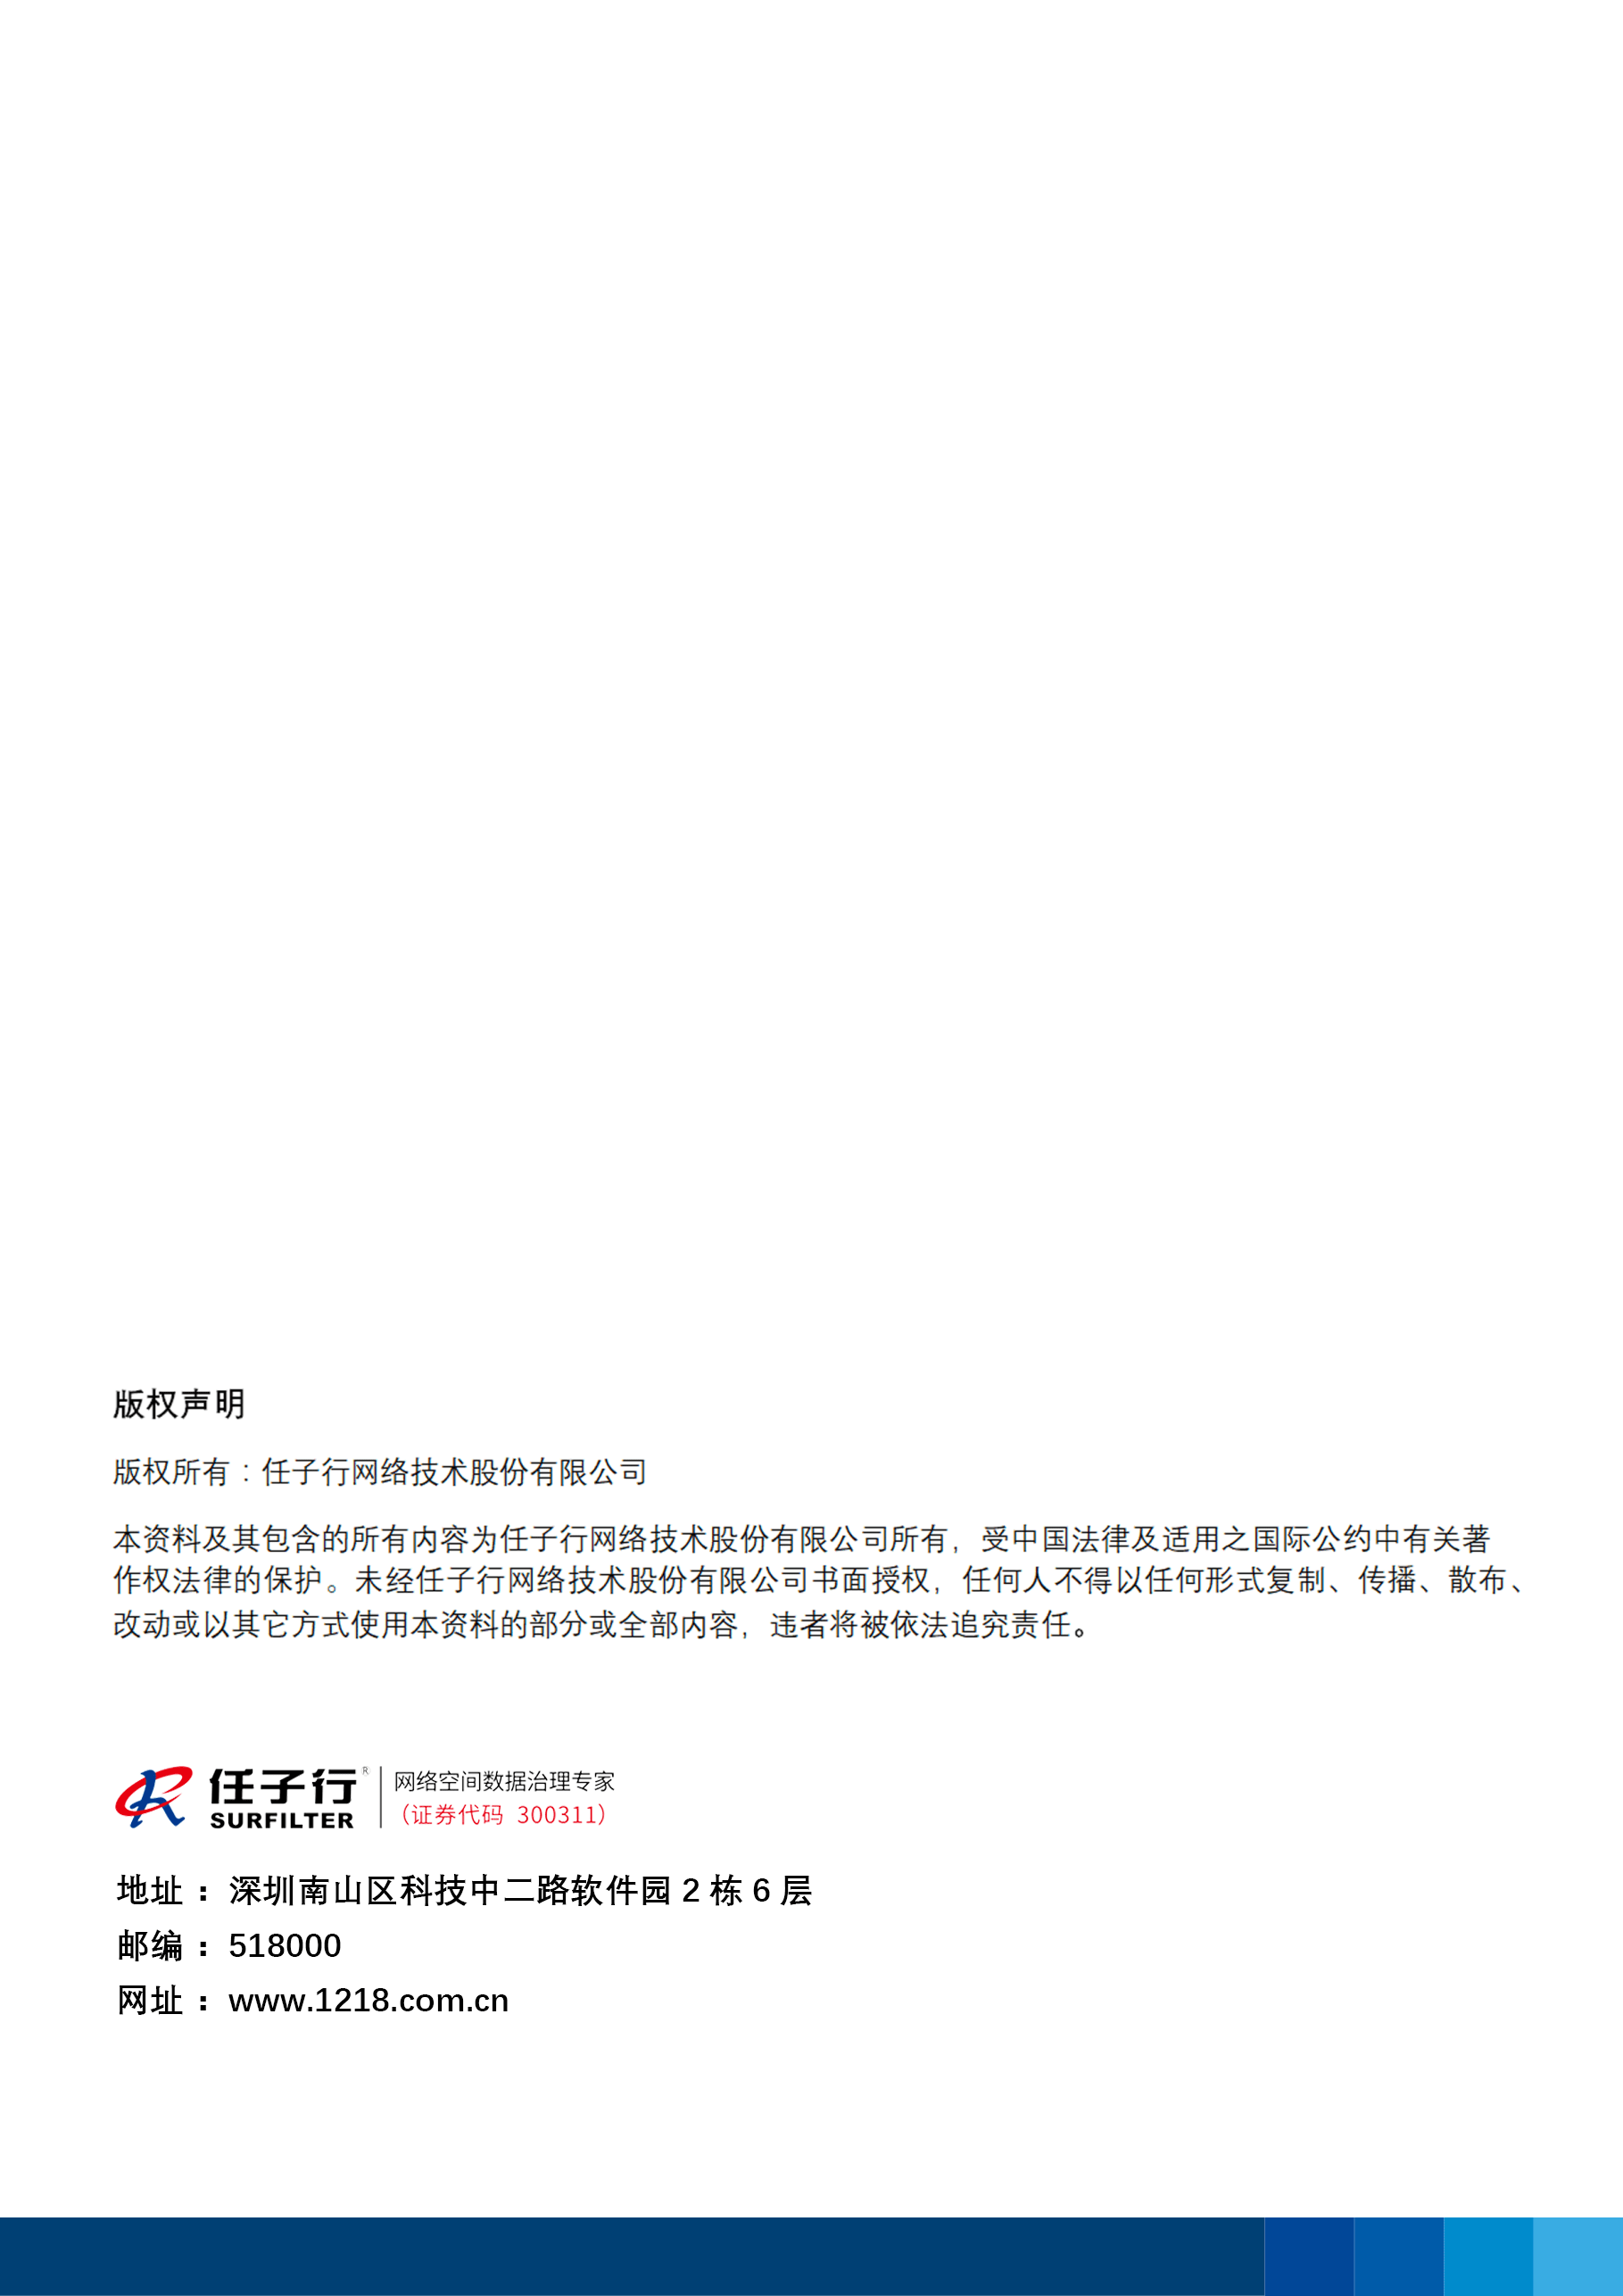 版权声明
版权所有：任子行网络技术股份有限公司
本资料及其包含的所有内容为任子行网络技术股份有限公司所有，受中国法律及适用之国际公约中有关著
作权法律的保护。未经任子行网络技术股份有限公司书面授权，任何人不得以任何形式复制、传播、散布、
改动或以其它方式使用本资料的部分或全部内容，违者将被依法追究责任。
任子行®
SURFILTER
网络空间数据治理专家
（证券代码 300311）
地址：深圳南山区科技中二路软件园 2 栋 6 层
邮编：518000
网址：www.1218.com.cn